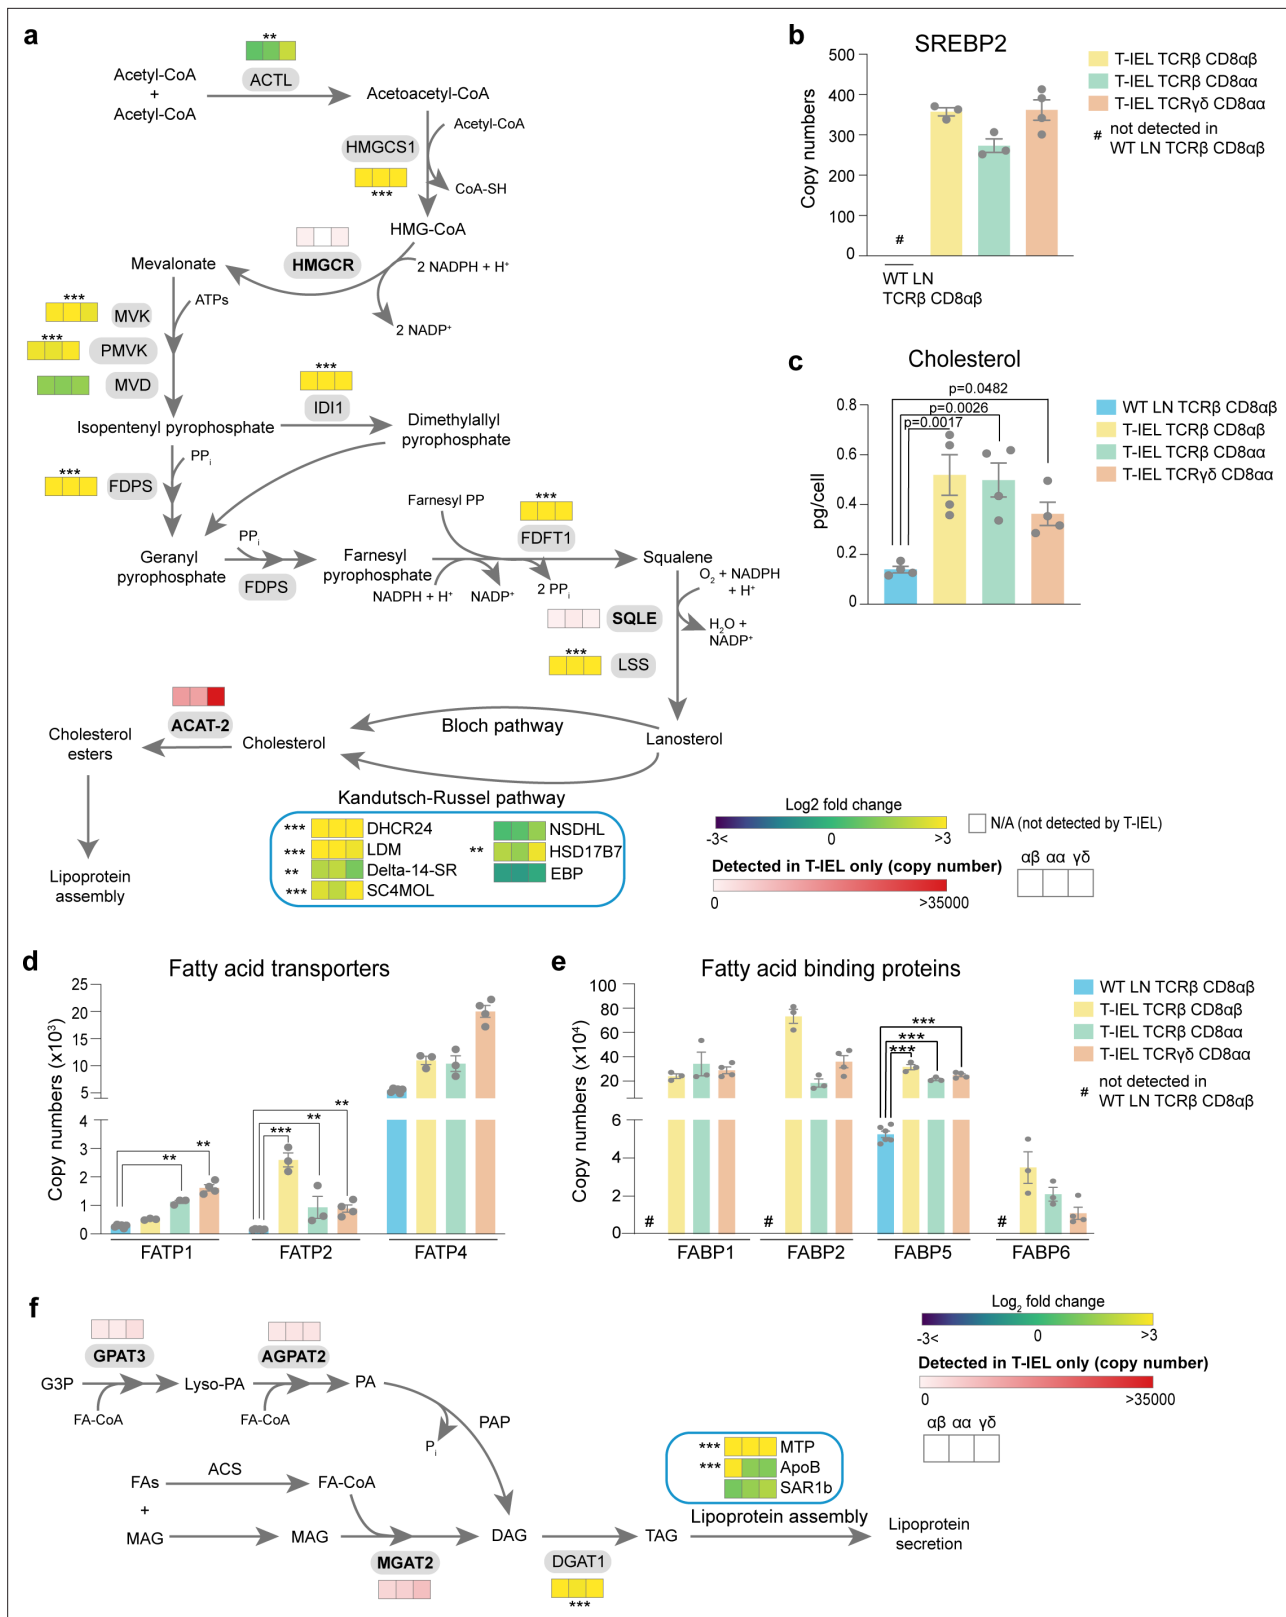 a
**
ACTL
Acetyl-CoA
+
Acetyl-CoA
Acetoacetyl-CoA
Acetyl-CoA
HMGCS1
***
CoA-SH
HMG-CoA
HMGCR
2 NADPH + H⁺
2 NADP⁺
Mevalonate
ATPs
***
MVK
***
PMVK
MVD
***
IDI1
Isopentenyl pyrophosphate
Dimethylallyl
pyrophosphate
PPᵢ
***
FDPS
Geranyl
pyrophosphate
PPᵢ
FDPS
Farnesyl
pyrophosphate
Farnesyl PP
***
FDFT1
NADPH + H⁺
NADP⁺
2 PPᵢ
Squalene
O₂ + NADPH
+ H⁺
SQLE
H₂O +
NADP⁺
***
LSS
Lanosterol
Bloch pathway
ACAT-2
Cholesterol
Cholesterol
esters
Lipoprotein
assembly
Kandutsch-Russel pathway
*** DHCR24
*** LDM
** Delta-14-SR
*** SC4MOL
NSDHL
** HSD17B7
EBP
Log2 fold change
-3< 0 >3
N/A (not detected by T-IEL)
Detected in T-IEL only (copy number)
0 >35000
αβ αα γδ
b
SREBP2
Copy numbers
500
400
300
200
100
0
#
WT LN
TCRβ CD8αβ
T-IEL TCRβ CD8αβ
T-IEL TCRβ CD8αα
T-IEL TCRγδ CD8αα
# not detected in
WT LN TCRβ CD8αβ
c
Cholesterol
pg/cell
0.8
0.6
0.4
0.2
0
p=0.0482
p=0.0026
p=0.0017
WT LN TCRβ CD8αβ
T-IEL TCRβ CD8αβ
T-IEL TCRβ CD8αα
T-IEL TCRγδ CD8αα
d
Fatty acid transporters
Copy numbers (x10³)
25
20
15
10
5
4
3
2
1
0
**
**
***
**
**
FATP1 FATP2 FATP4
e
Fatty acid binding proteins
Copy numbers (x10⁴)
100
80
60
40
20
6
4
2
0
#
#
***
***
***
#
FABP1 FABP2 FABP5 FABP6
WT LN TCRβ CD8αβ
T-IEL TCRβ CD8αβ
T-IEL TCRβ CD8αα
T-IEL TCRγδ CD8αα
# not detected in
WT LN TCRβ CD8αβ
f
GPAT3
AGPAT2
G3P
Lyso-PA
PA
FA-CoA
FA-CoA
PAP
Pᵢ
FAs
ACS
FA-CoA
+
MAG
MAG
MGAT2
DAG
DGAT1
***
TAG
*** MTP
*** ApoB
SAR1b
Lipoprotein assembly
Lipoprotein
secretion
Log₂ fold change
-3< 0 >3
Detected in T-IEL only (copy number)
0 >35000
αβ αα γδ